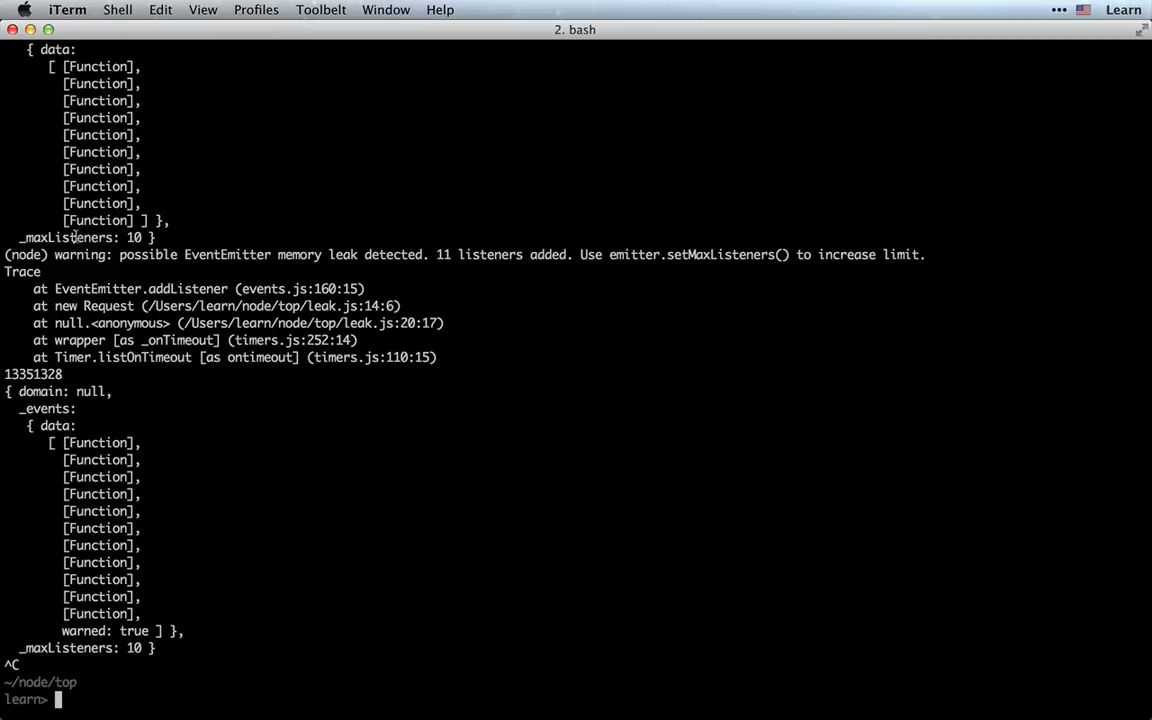 iTerm Shell Edit View Profiles Toolbelt Window Help ••• Learn
2. bash
{ data:
[ [Function],
[Function],
[Function],
[Function],
[Function],
[Function],
[Function],
[Function],
[Function],
[Function] ] },
_maxListeners: 10 }
(node) warning: possible EventEmitter memory leak detected. 11 listeners added. Use emitter.setMaxListeners() to increase limit.
Trace
at EventEmitter.addListener (events.js:160:15)
at new Request (/Users/learn/node/top/leak.js:14:6)
at null.<anonymous> (/Users/learn/node/top/leak.js:20:17)
at wrapper [as _onTimeout] (timers.js:252:14)
at Timer.listOnTimeout [as ontimeout] (timers.js:110:15)
13351328
{ domain: null,
_events:
{ data:
[ [Function],
[Function],
[Function],
[Function],
[Function],
[Function],
[Function],
[Function],
[Function],
[Function],
[Function],
warned: true ] },
_maxListeners: 10 }
^C
~/node/top
learn>